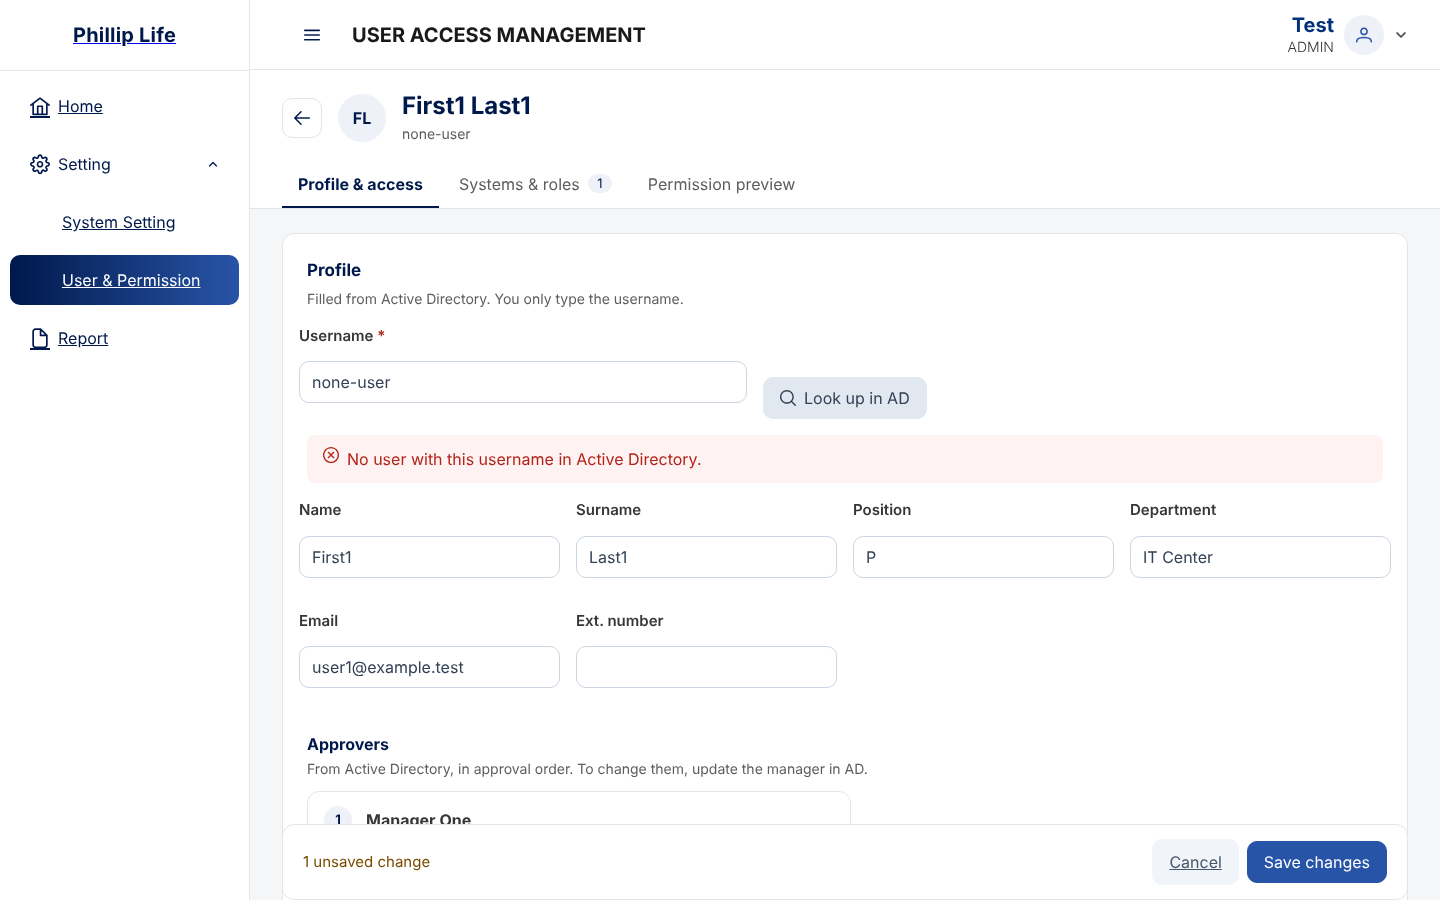 Phillip Life
USER ACCESS MANAGEMENT
Test
ADMIN
Home
Setting
System Setting
User & Permission
Report
FL
First1 Last1
none-user
Profile & access
Systems & roles 1
Permission preview
Profile
Filled from Active Directory. You only type the username.
Username *
none-user
Look up in AD
No user with this username in Active Directory.
Name
Surname
Position
Department
First1
Last1
P
IT Center
Email
Ext. number
user1@example.test
Approvers
From Active Directory, in approval order. To change them, update the manager in AD.
1 Manager One
1 unsaved change
Cancel
Save changes